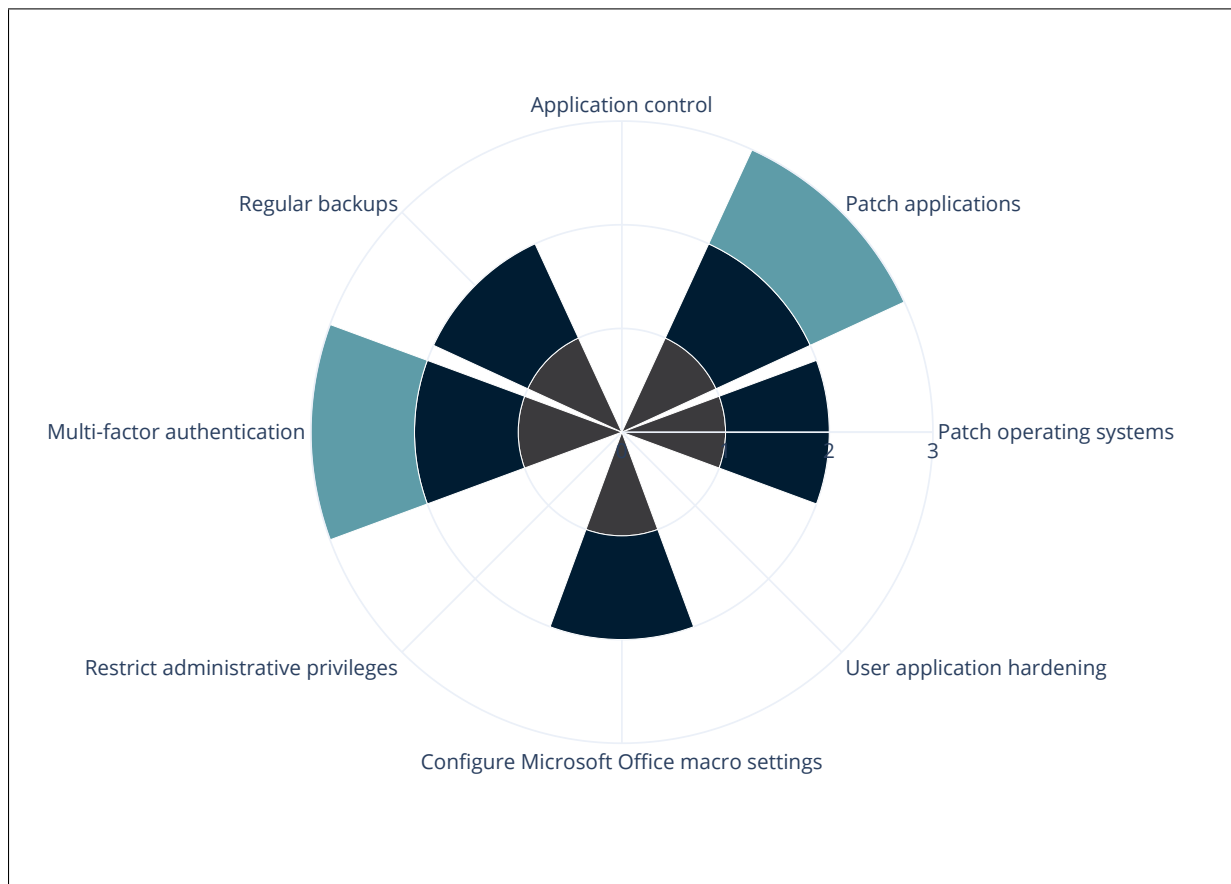 Application control
Regular backups
Patch applications
Multi-factor authentication
Patch operating systems
1
2
3
Restrict administrative privileges
User application hardening
Configure Microsoft Office macro settings